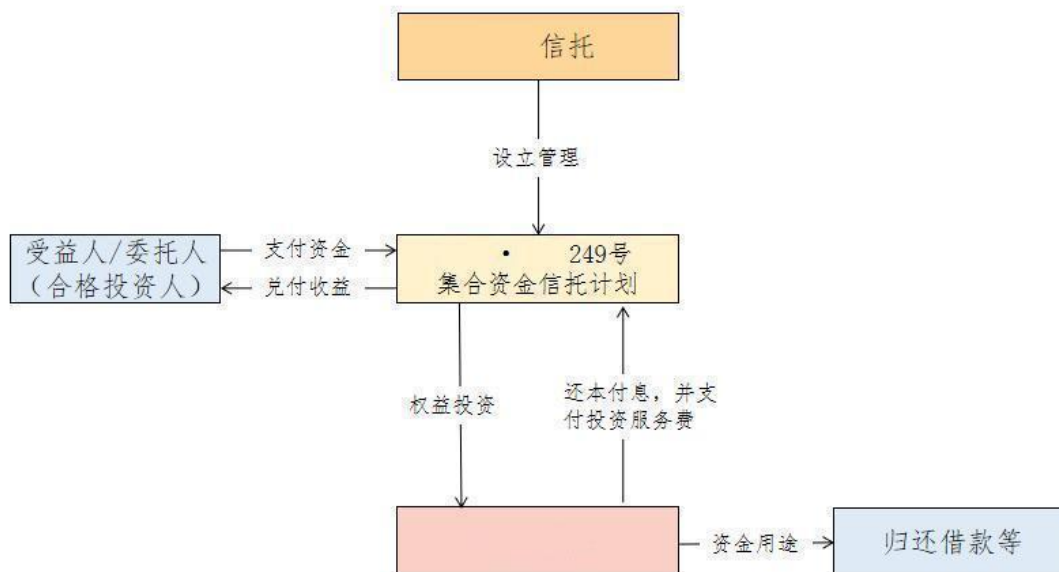 信托
设立管理
受益人/委托人
（合格投资人）
支付资金
兑付收益
· 249号
集合资金信托计划
权益投资
还本付息，并支
付投资服务费
资金用途
归还借款等